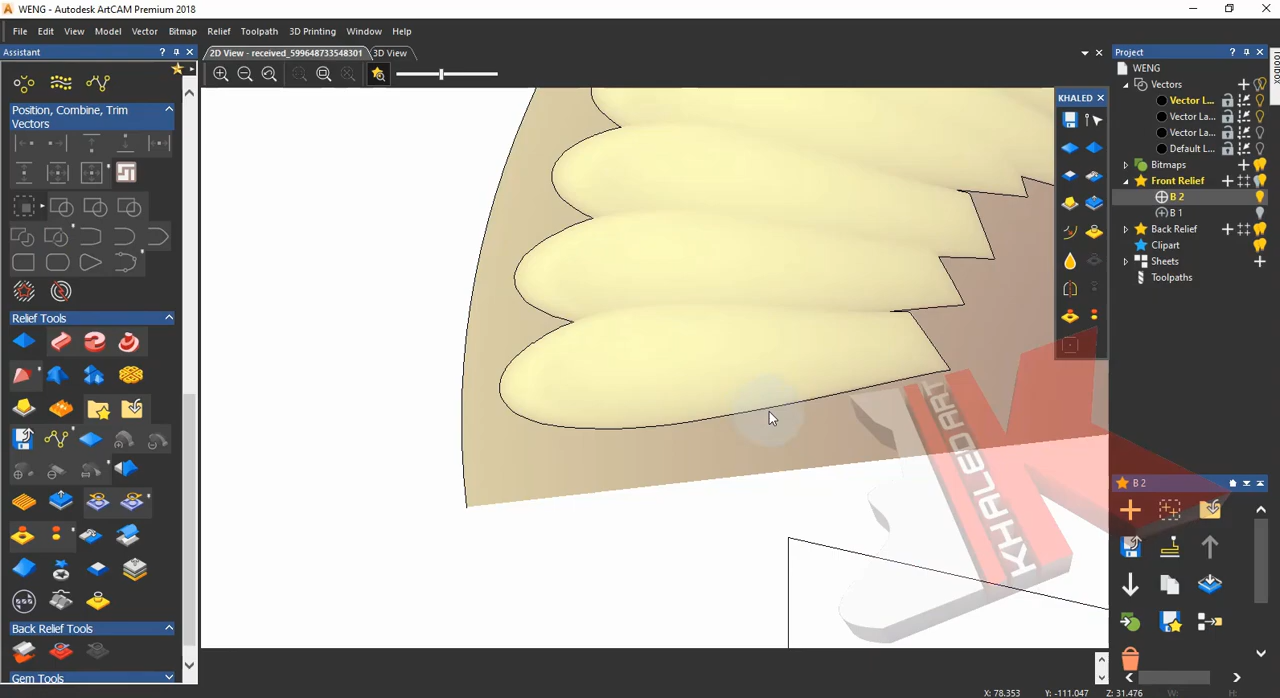 WENG - Autodesk ArtCAM Premium 2018
File Edit View Model Vector Bitmap Relief Toolpath 3D Printing Window Help
Assistant
2D View - received_599648733548301
3D View
Position, Combine, Trim
Vectors
Relief Tools
Back Relief Tools
Gem Tools
KHALED
KHALED ART
Project
WENG
Vectors
Vector L...
Vector La...
Vector La...
Default L...
Bitmaps
Front Relief
B 2
B 1
Back Relief
Clipart
Sheets
Toolpaths
Toolbox
B 2
X: 78.353 Y: -111.047 Z: 31.476 W: H: